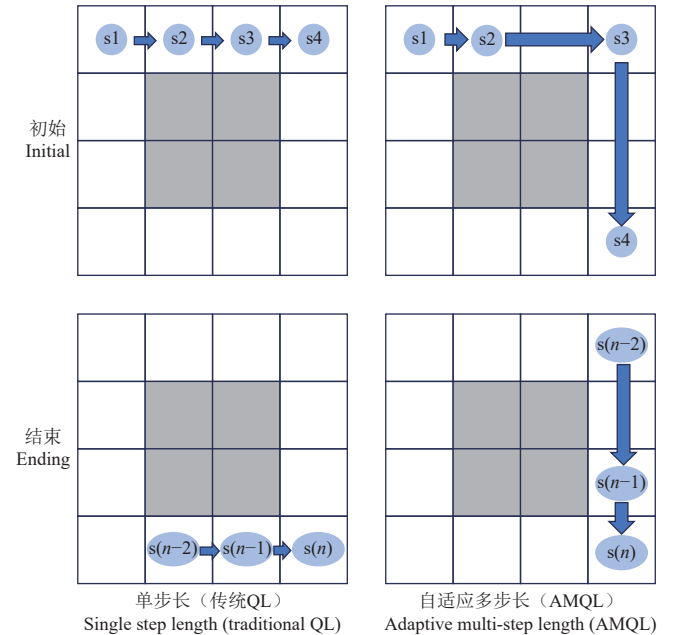 s1 s2 s3 s4
s1 s2 s3
初始
Initial
s4
s(n−2)
结束
Ending
s(n−1)
s(n−2) s(n−1) s(n)
s(n)
单步长（传统QL）
Single step length (traditional QL)
自适应多步长（AMQL）
Adaptive multi-step length (AMQL)